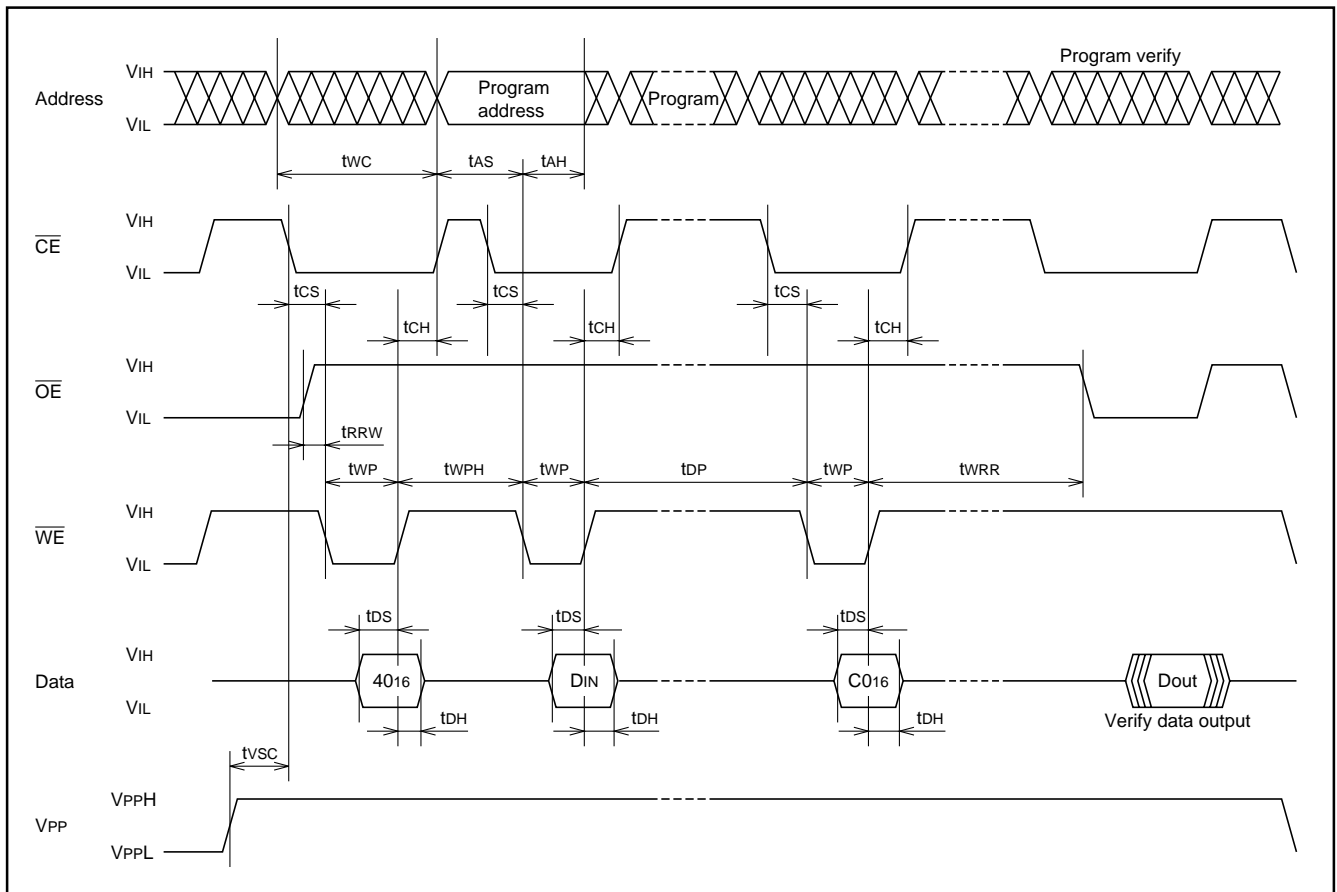 Program verify
VIH
Address
Program address
Program
VIL
tWC tAS tAH
VIH
CE
VIL
tCS tCS tCS
tCH tCH tCH
VIH
OE
VIL
tRRW
tWP tWPH tWP tDP tWP tWRR
VIH
WE
VIL
tDS tDS tDS
VIH
Data
4016 DIN C016 Dout
VIL
Verify data output
tDH tDH tDH
tVSC
VPPH
VPP
VPPL